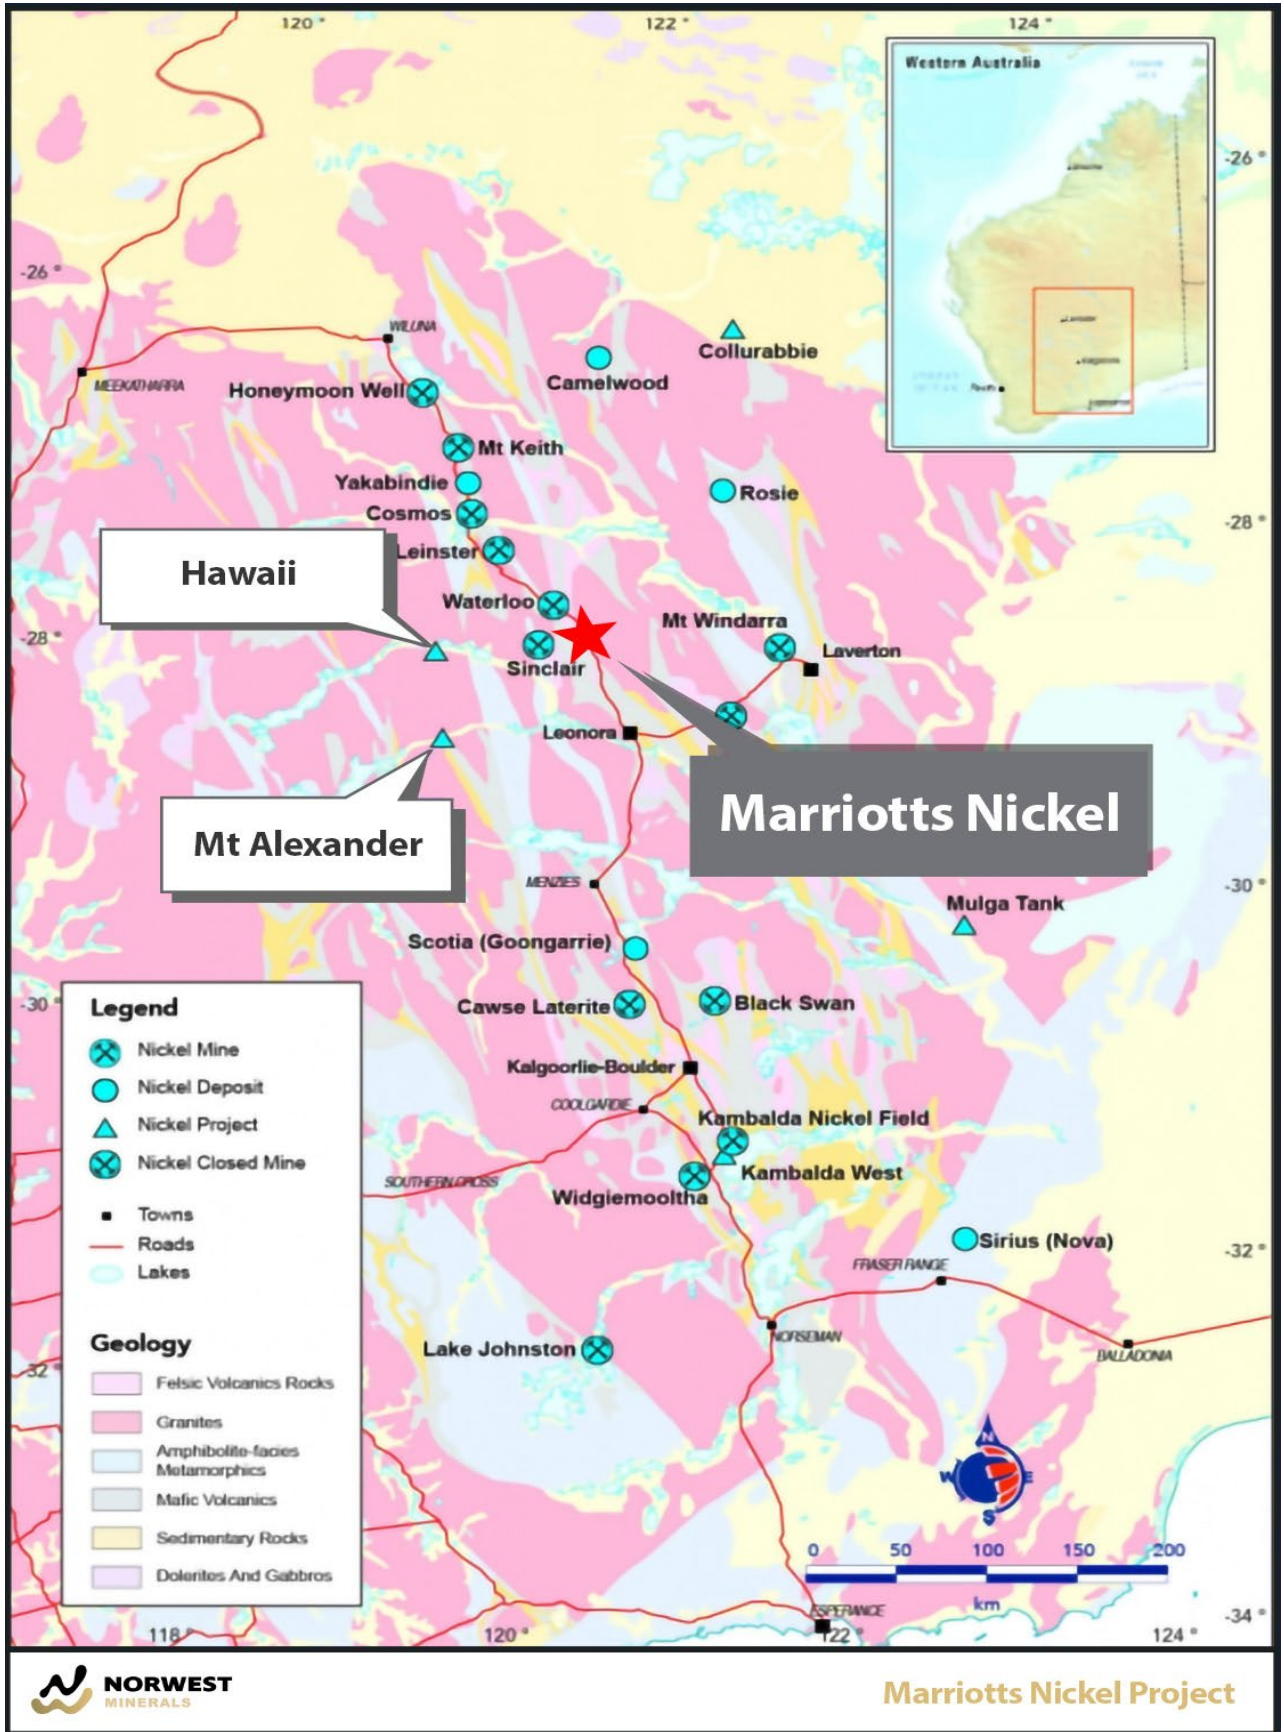 120 °
122 °
124 °
Western Australia
-26 °
-26 °
WILUNA
Collurabbie
MEEKATHARRA
Honeymoon Well
Camelwood
Perth
Mt Keith
Yakabindie
Rosie
Cosmos
-28 °
Leinster
Hawaii
Waterloo
Mt Windarra
-28 °
Laverton
Sinclair
Leonora
Marriotts Nickel
Mt Alexander
MENZIES
-30 °
Mulga Tank
Scotia (Goongarrie)
-30 °
Cawse Laterite
Black Swan
Legend
Nickel Mine
Nickel Deposit
Nickel Project
Nickel Closed Mine
Towns
Roads
Lakes
Kalgoorlie-Boulder
COOLGARDIE
Kambalda Nickel Field
Kambalda West
SOUTHERN CROSS
Widgiemooltha
Sirius (Nova)
-32 °
FRASER RANGE
NORSEMAN
Lake Johnston
BALLADONIA
-32 °
Geology
Felsic Volcanics Rocks
Granites
Amphibolite-facies
Metamorphics
Mafic Volcanics
Sedimentary Rocks
Dolerites And Gabbros
N
W E
S
0 50 100 150 200
km
ESPERANCE
-34 °
118 °
120 °
122 °
124 °
NORWEST
MINERALS
Marriotts Nickel Project